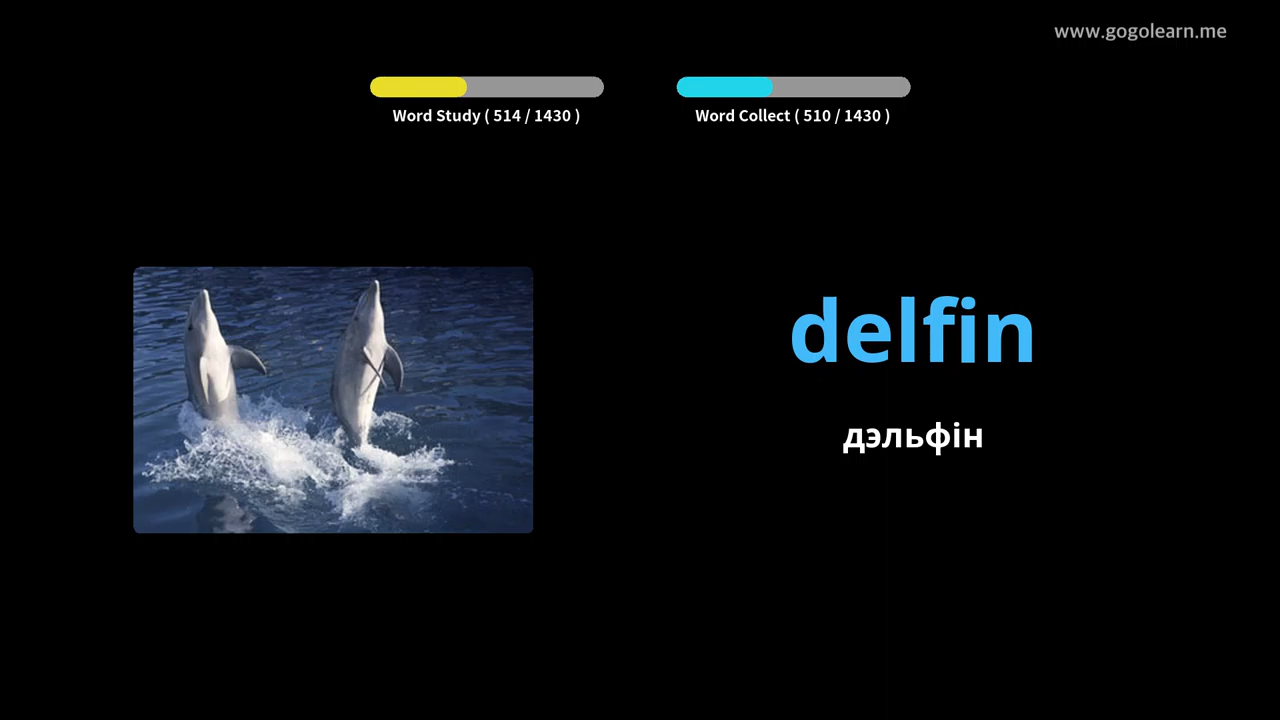 www.gogolearn.me
Word Study ( 514 / 1430 )
Word Collect ( 510 / 1430 )
delfin
дэльфін